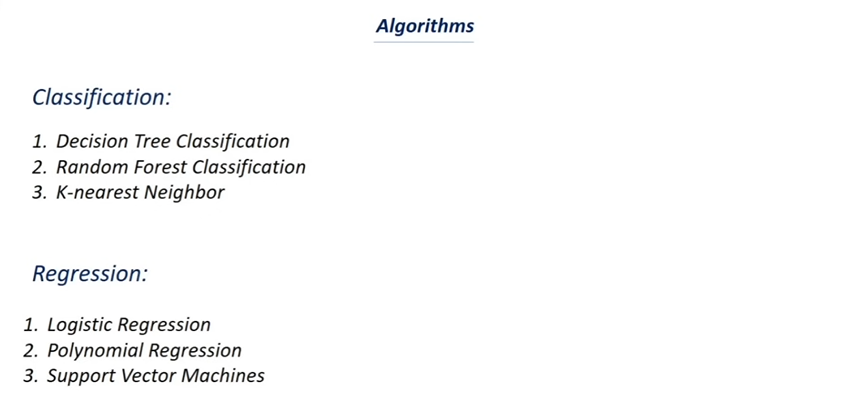 Algorithms
Classification:
1. Decision Tree Classification
2. Random Forest Classification
3. K-nearest Neighbor
Regression:
1. Logistic Regression
2. Polynomial Regression
3. Support Vector Machines